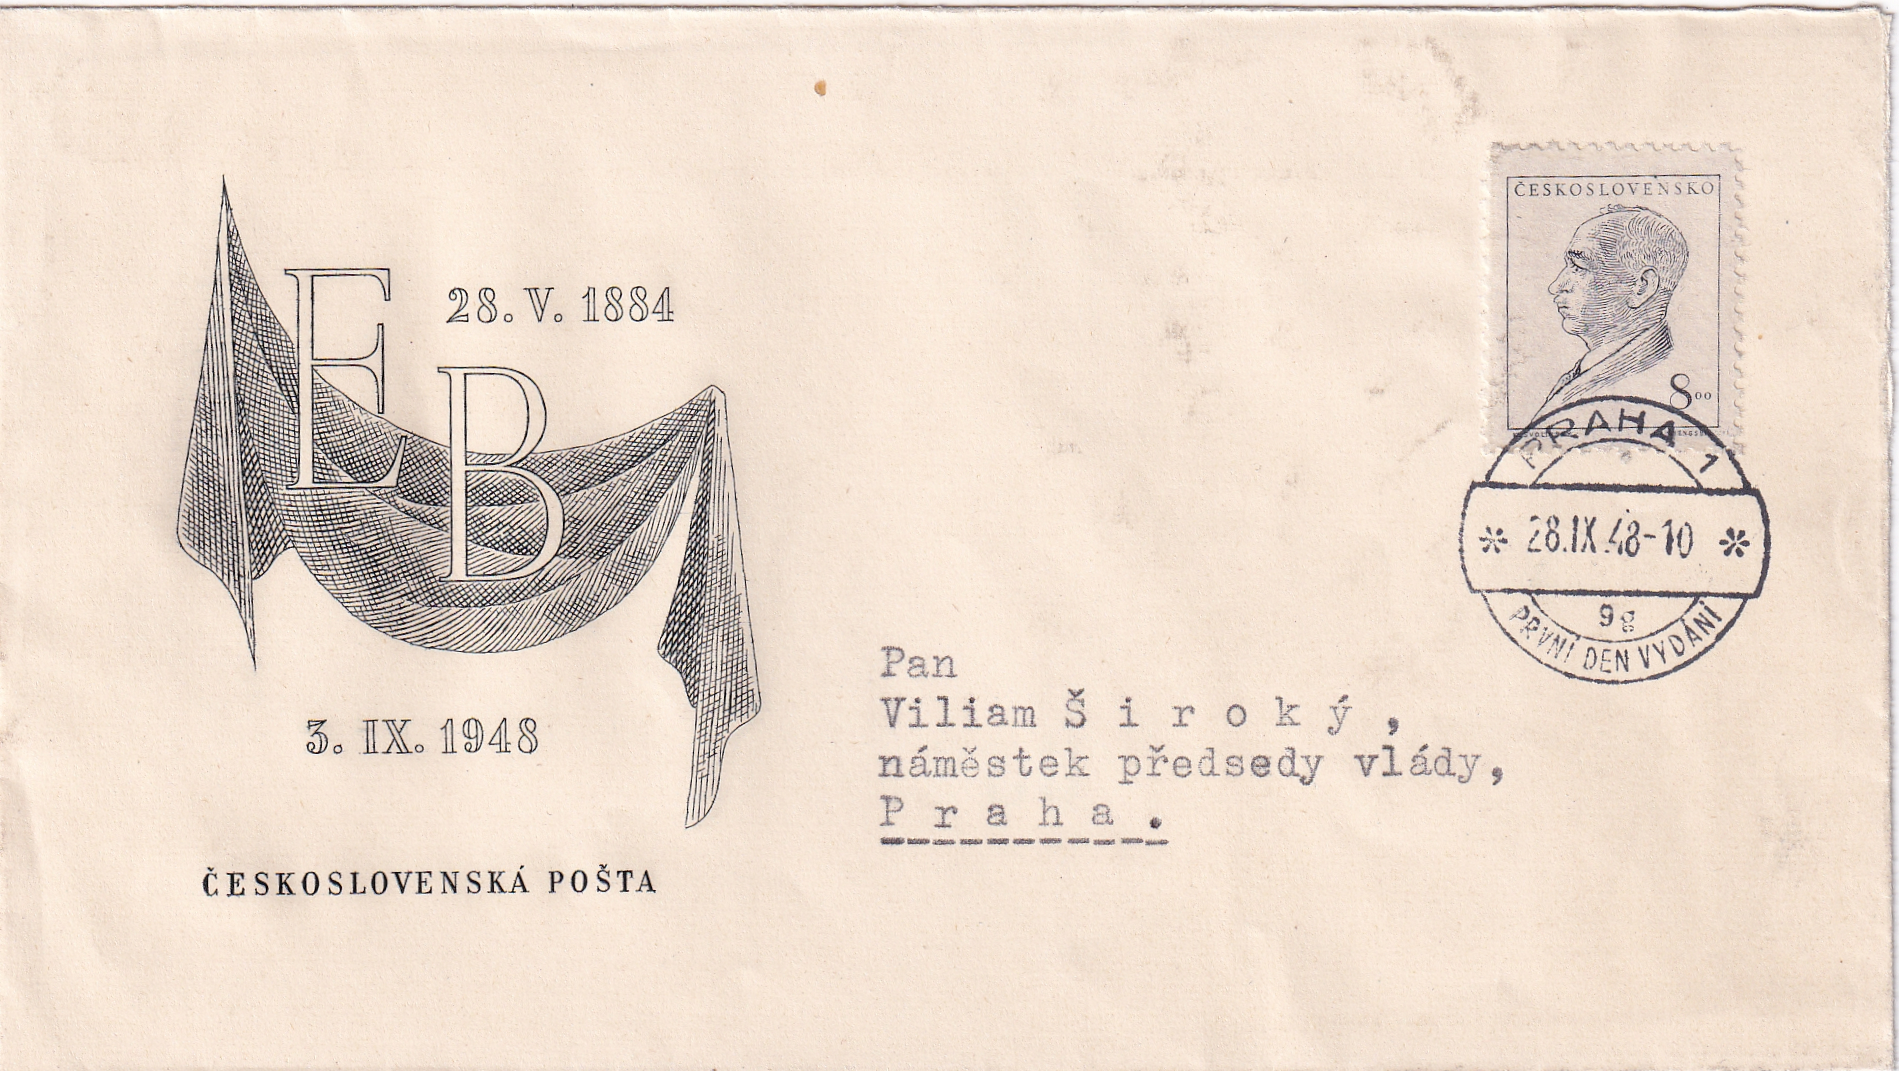 E B
28. V. 1884
3. IX. 1948
ČESKOSLOVENSKÁ POŠTA
ČESKOSLOVENSKO
8 00
PRAHA 1
* 28.IX.48-10 *
9g
PRVNÍ DEN VYDÁNÍ
Pan
Viliam Š i r o k ý ,
náměstek předsedy vlády,
P r a h a .